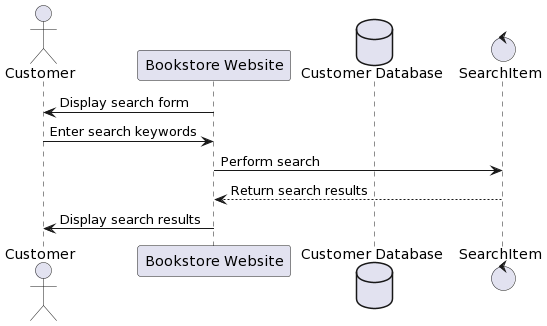 Customer
Bookstore Website
Customer Database
SearchItem
Display search form
Enter search keywords
Perform search
Return search results
Display search results
Customer
Bookstore Website
Customer Database
SearchItem